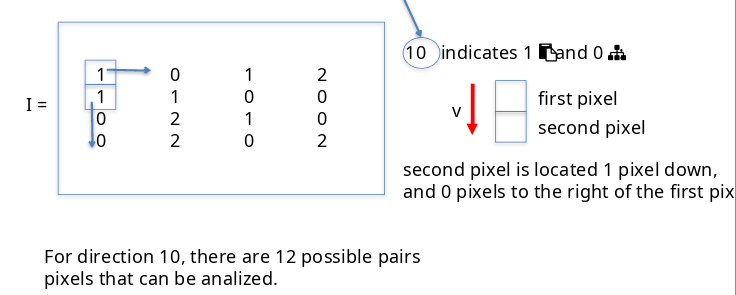 10 indicates 1 and 0
1 0 1 2
I =
1 1 0 0
0 2 1 0
0 2 0 2
v
first pixel
second pixel
second pixel is located 1 pixel down,
and 0 pixels to the right of the first pix
For direction 10, there are 12 possible pairs
pixels that can be analized.